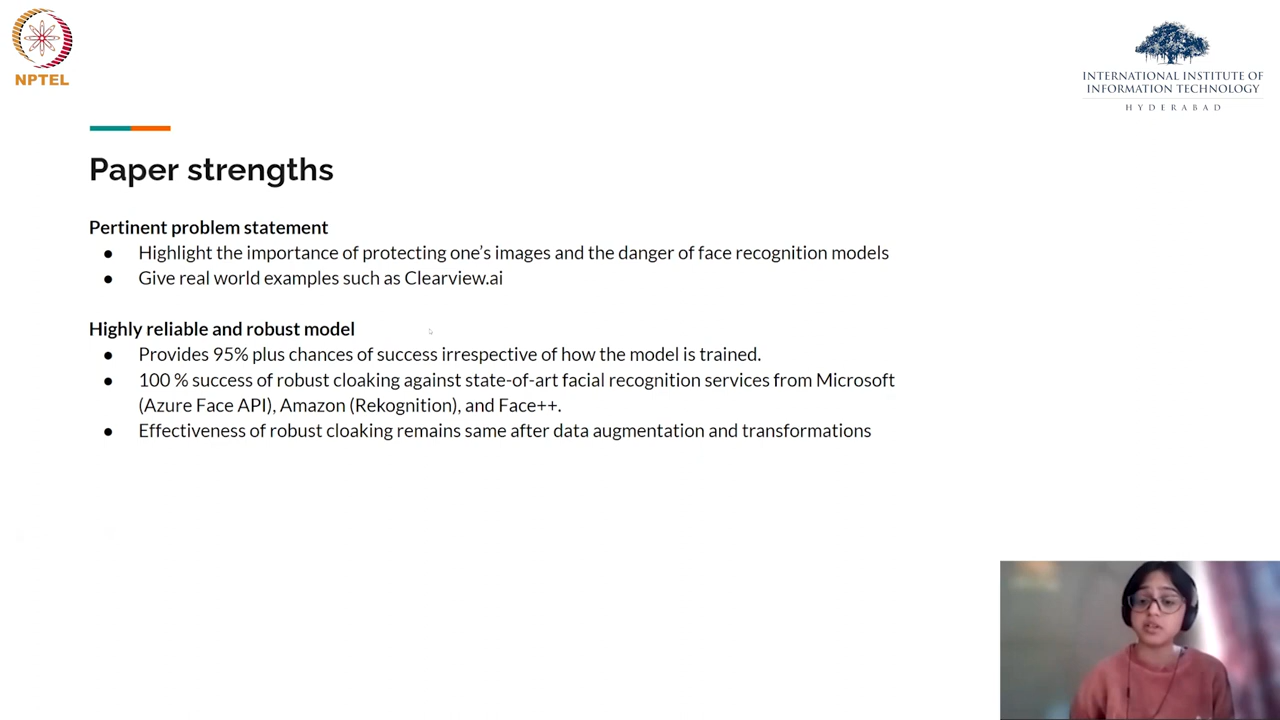 NPTEL
INTERNATIONAL INSTITUTE OF
INFORMATION TECHNOLOGY
HYDERABAD
Paper strengths
Pertinent problem statement
● Highlight the importance of protecting one’s images and the danger of face recognition models
● Give real world examples such as Clearview.ai
Highly reliable and robust model
● Provides 95% plus chances of success irrespective of how the model is trained.
● 100 % success of robust cloaking against state-of-art facial recognition services from Microsoft
(Azure Face API), Amazon (Rekognition), and Face++.
● Effectiveness of robust cloaking remains same after data augmentation and transformations